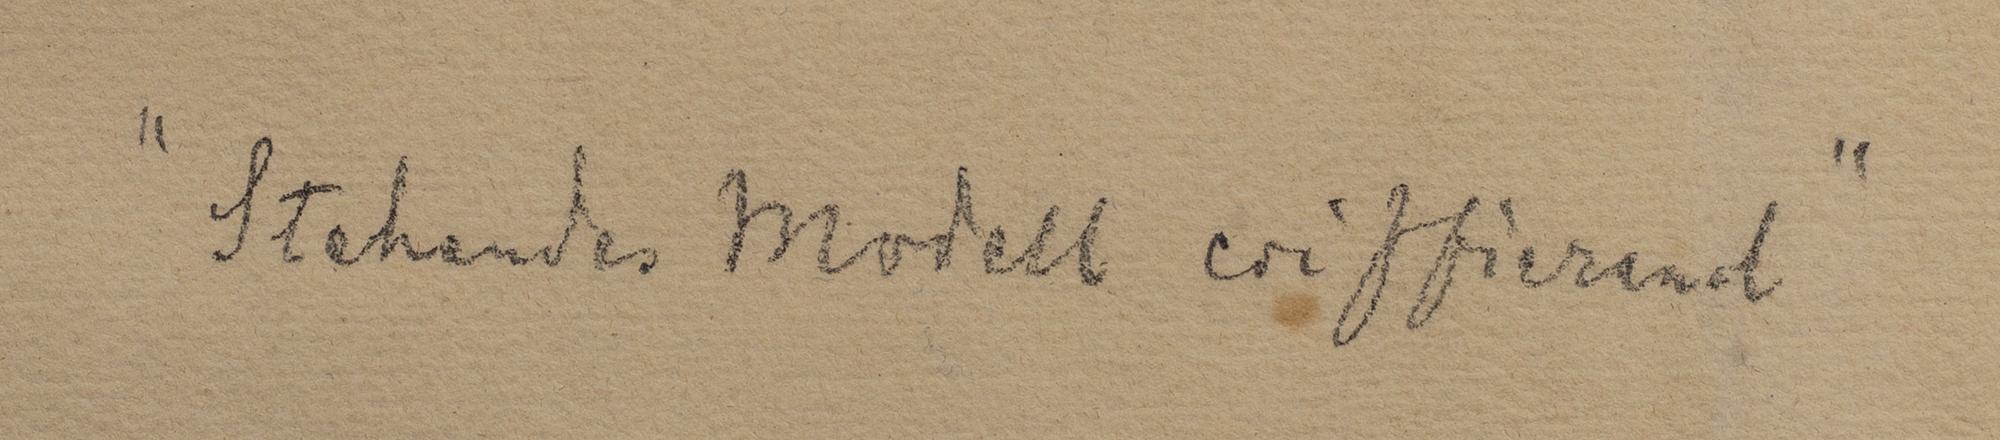 "Stehendes Modell coiffierend"